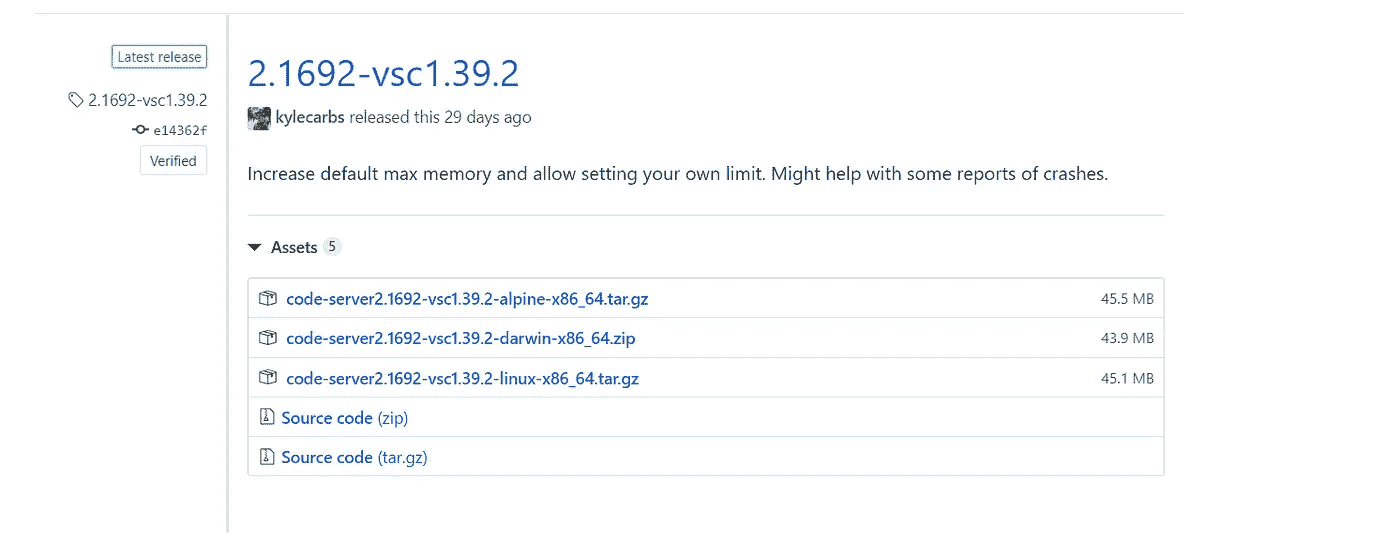 Latest release
2.1692-vsc1.39.2
e14362f
Verified
2.1692-vsc1.39.2
kylecarbs released this 29 days ago
Increase default max memory and allow setting your own limit. Might help with some reports of crashes.
Assets 5
code-server2.1692-vsc1.39.2-alpine-x86_64.tar.gz 45.5 MB
code-server2.1692-vsc1.39.2-darwin-x86_64.zip 43.9 MB
code-server2.1692-vsc1.39.2-linux-x86_64.tar.gz 45.1 MB
Source code (zip)
Source code (tar.gz)